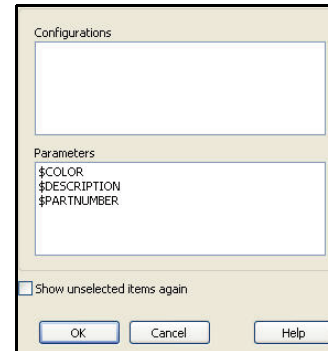 Configurations
Parameters
$COLOR
$DESCRIPTION
$PARTNUMBER
Show unselected items again
OK Cancel Help